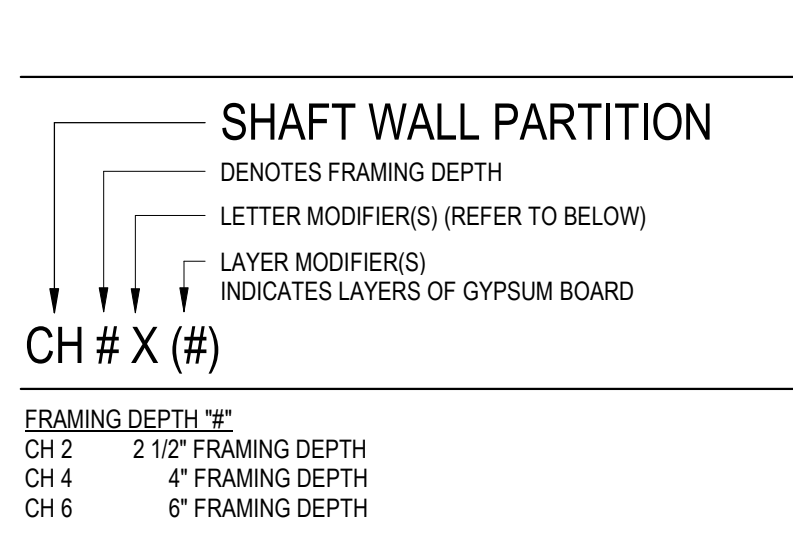 SHAFT WALL PARTITION
DENOTES FRAMING DEPTH
LETTER MODIFIER(S) (REFER TO BELOW)
LAYER MODIFIER(S)
INDICATES LAYERS OF GYPSUM BOARD
CH # X (#)
FRAMING DEPTH "#"
CH 2 2 1/2" FRAMING DEPTH
CH 4 4" FRAMING DEPTH
CH 6 6" FRAMING DEPTH